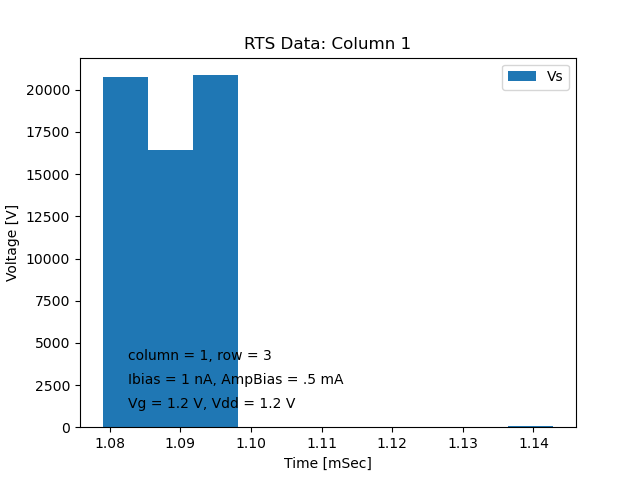 RTS Data: Column 1
Vs
Voltage [V]
20000
17500
15000
12500
10000
7500
5000
2500
0
column = 1, row = 3
Ibias = 1 nA, AmpBias = .5 mA
Vg = 1.2 V, Vdd = 1.2 V
1.08 1.09 1.10 1.11 1.12 1.13 1.14
Time [mSec]